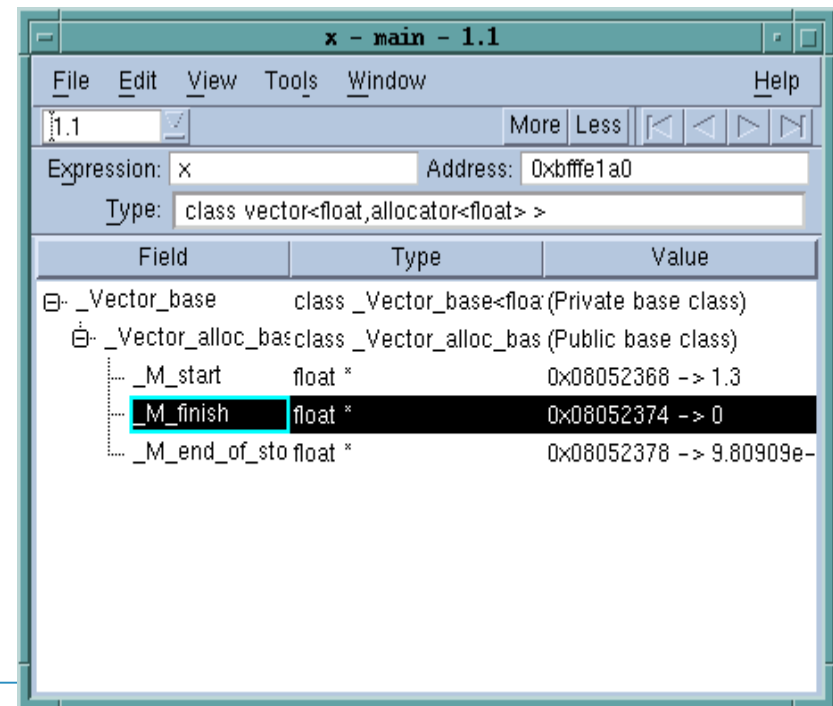 x - main - 1.1
File Edit View Tools Window Help
1.1 More Less
Expression: x Address: 0xbfffe1a0
Type: class vector<float,allocator<float> >
Field Type Value
_Vector_base class _Vector_base<floa (Private base class)
_Vector_alloc_bas class _Vector_alloc_bas (Public base class)
_M_start float * 0x08052368 -> 1.3
_M_finish float * 0x08052374 -> 0
_M_end_of_sto float * 0x08052378 -> 9.80909e-